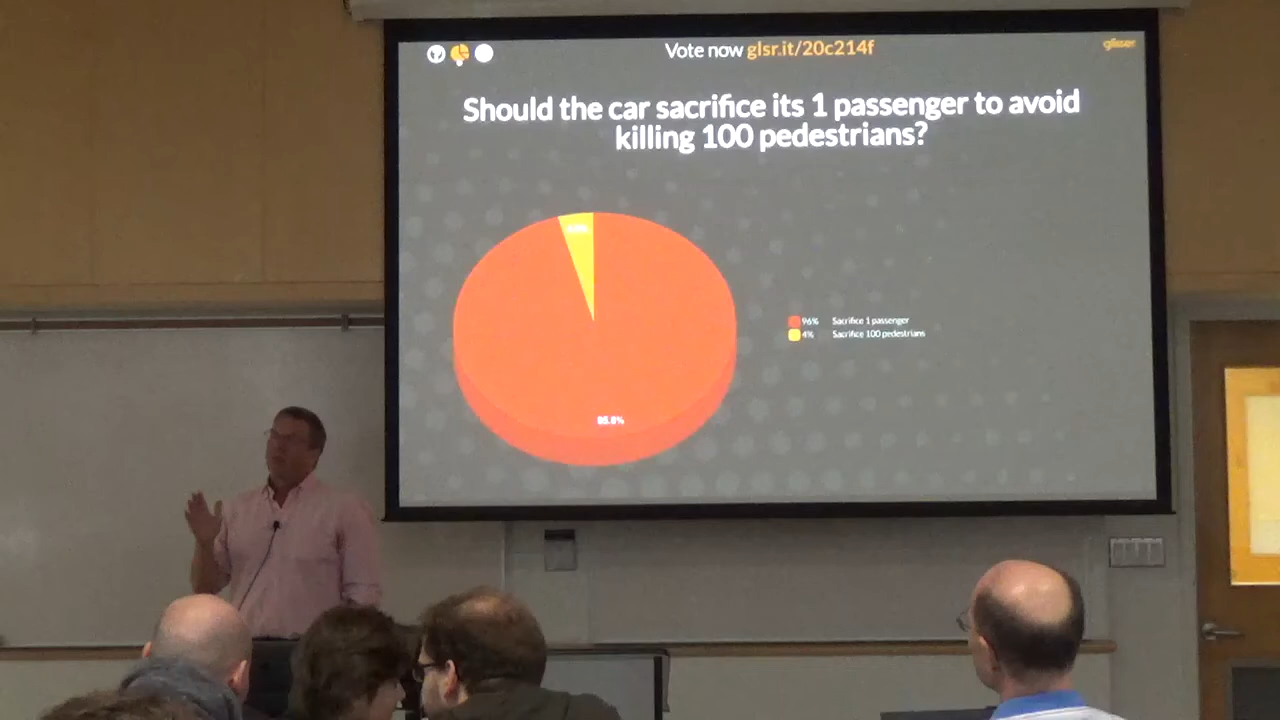 Vote now glsr.it/20c214f
glisser
Should the car sacrifice its 1 passenger to avoid
killing 100 pedestrians?
96% Sacrifice 1 passenger
4% Sacrifice 100 pedestrians